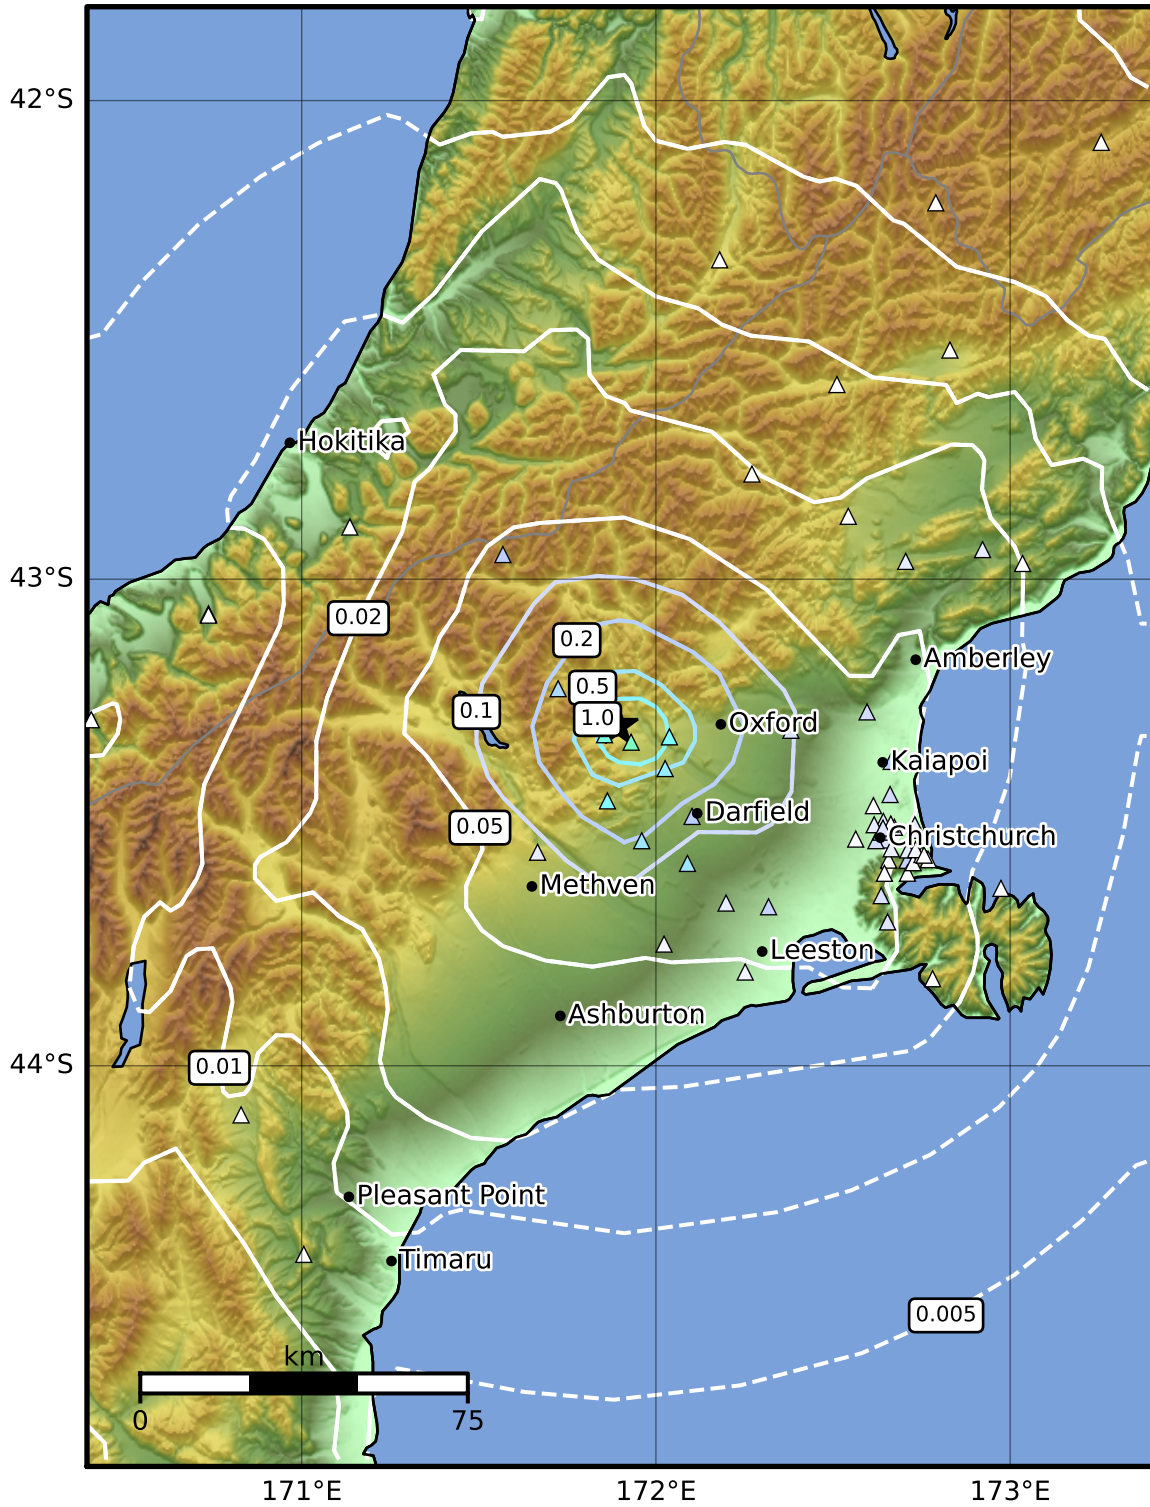 42°S
Hokitika
43°S
0.02
0.2
Amberley
0.5
0.1
1.0
Oxford
Kaiapoi
Darfield
0.05
Christchurch
Methven
Leeston
Ashburton
44°S
0.01
Pleasant Point
Timaru
0.005
km
0
75
171°E
172°E
173°E